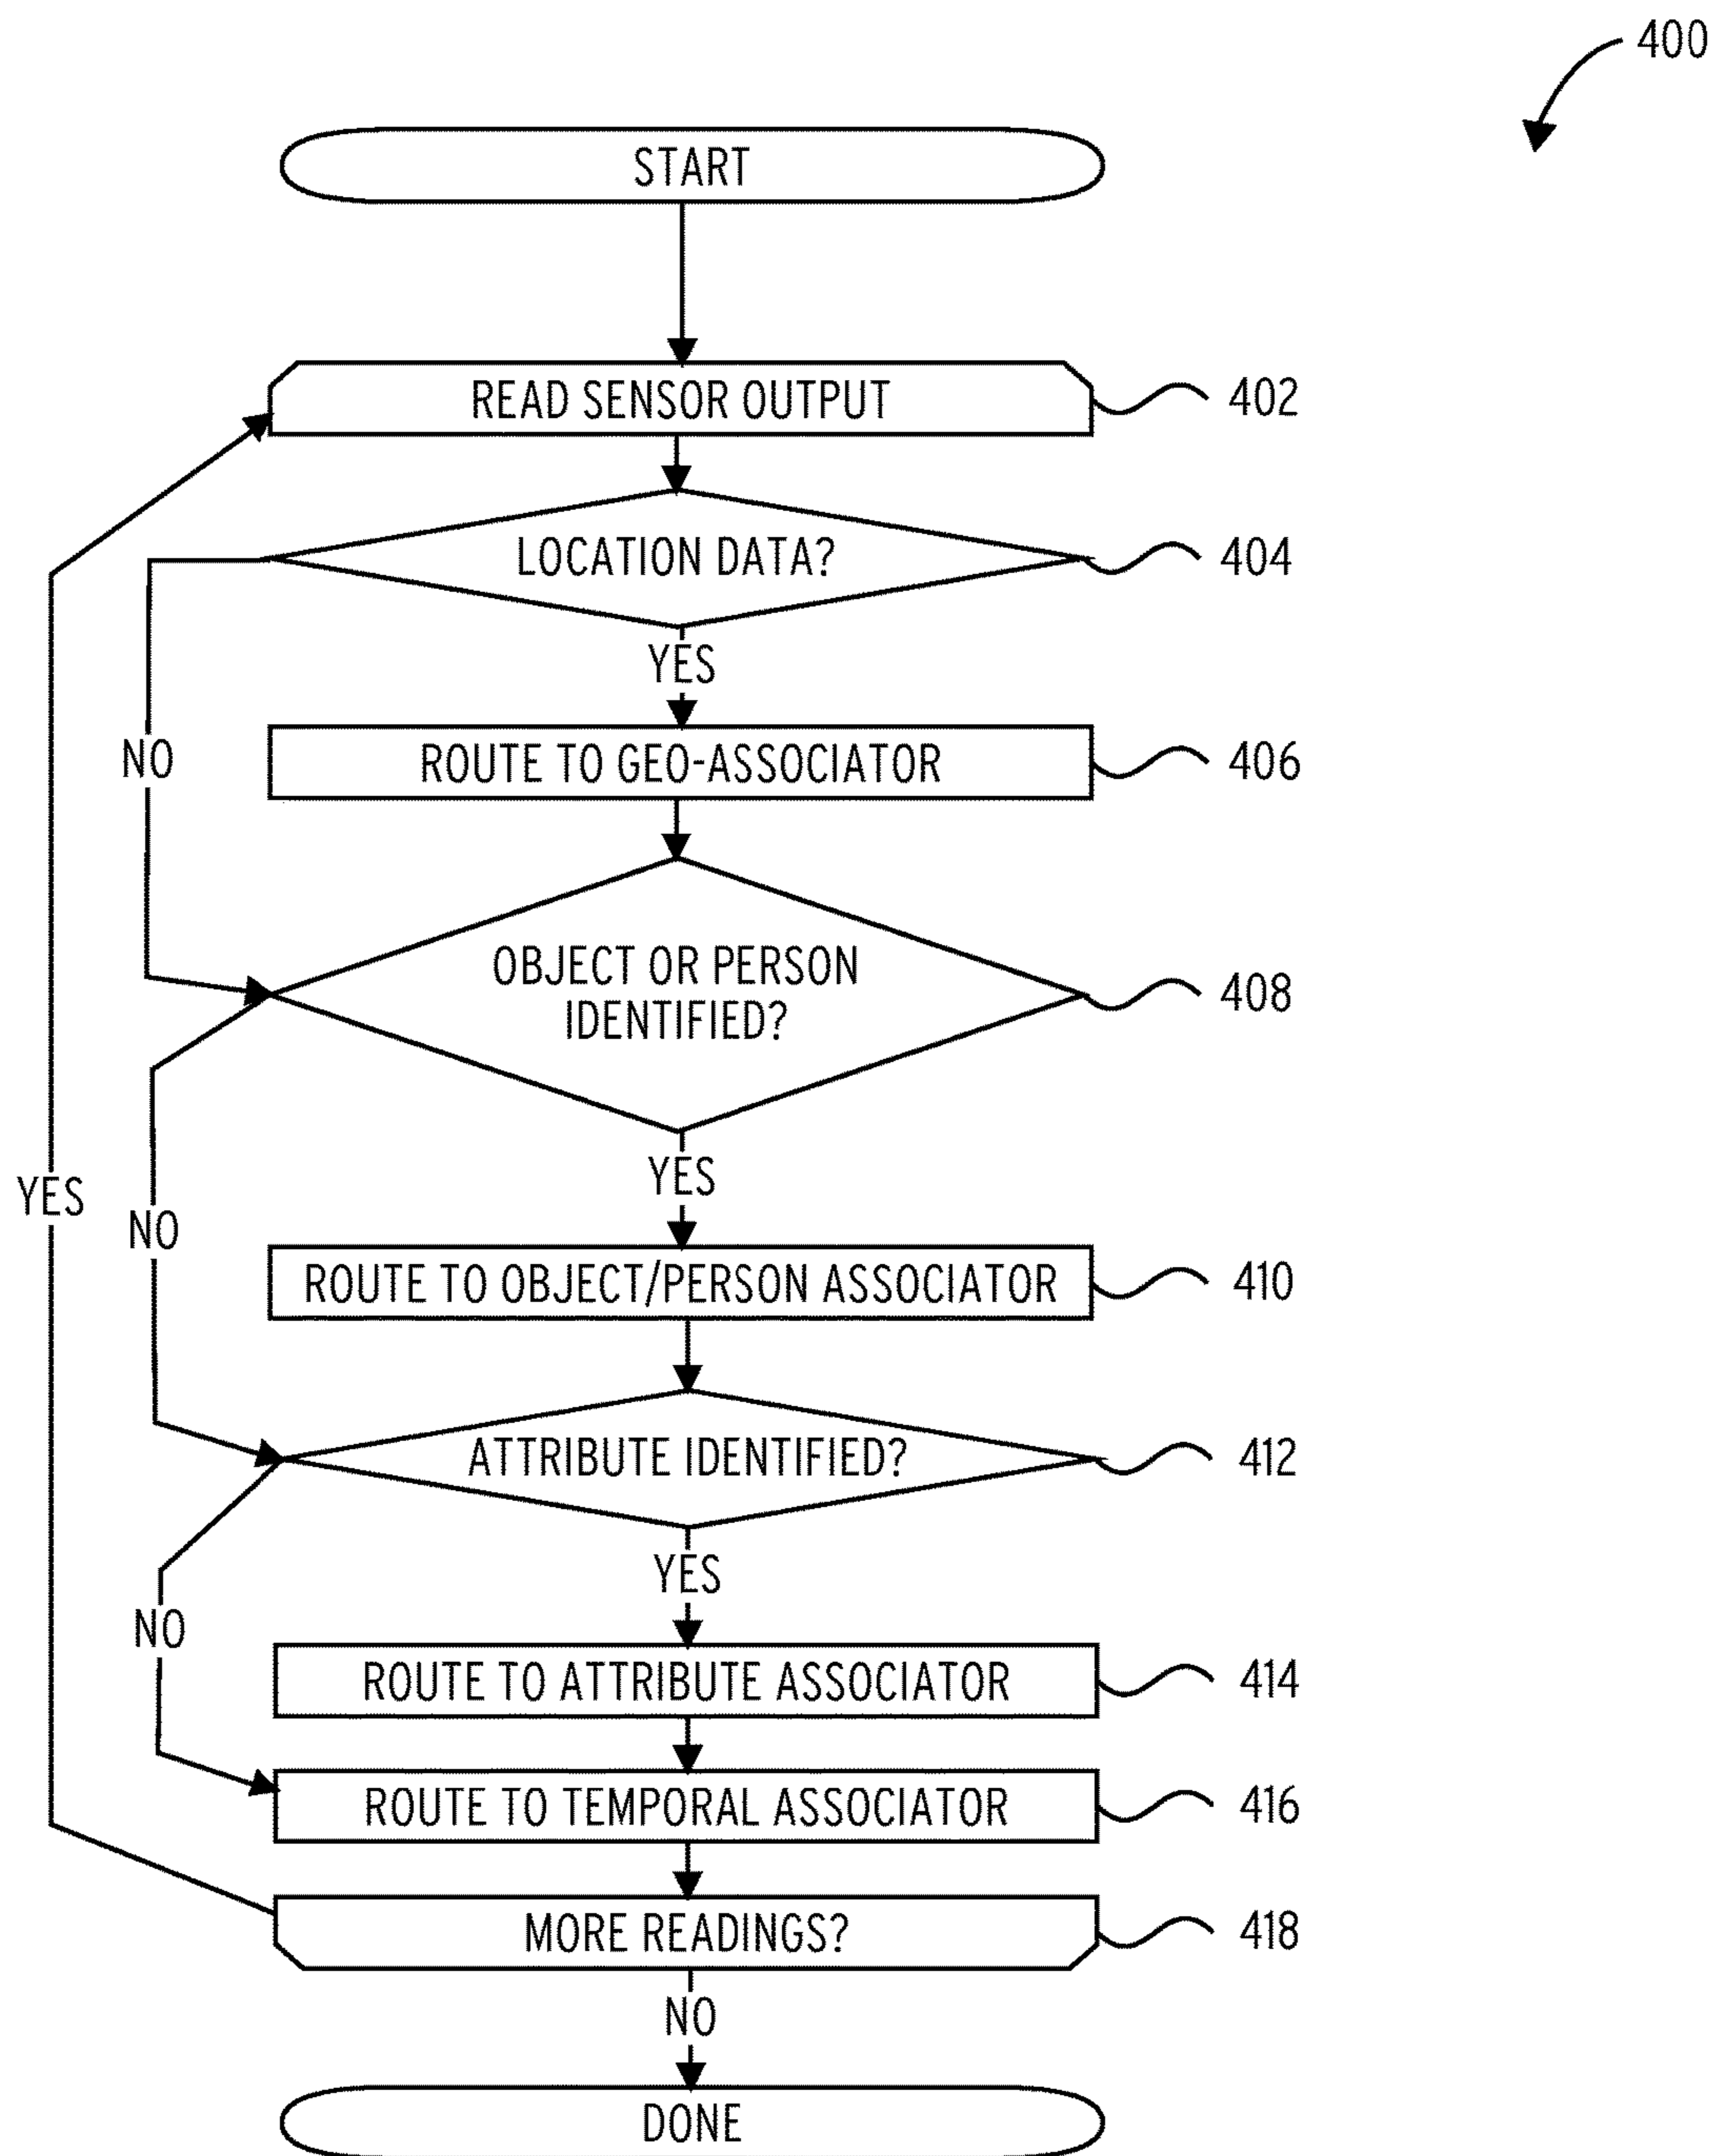 400
START
READ SENSOR OUTPUT
402
LOCATION DATA?
404
YES
NO
ROUTE TO GEO-ASSOCIATOR
406
OBJECT OR PERSON
IDENTIFIED?
408
YES
YES
NO
ROUTE TO OBJECT/PERSON ASSOCIATOR
410
ATTRIBUTE IDENTIFIED?
412
YES
NO
ROUTE TO ATTRIBUTE ASSOCIATOR
414
ROUTE TO TEMPORAL ASSOCIATOR
416
MORE READINGS?
418
NO
DONE